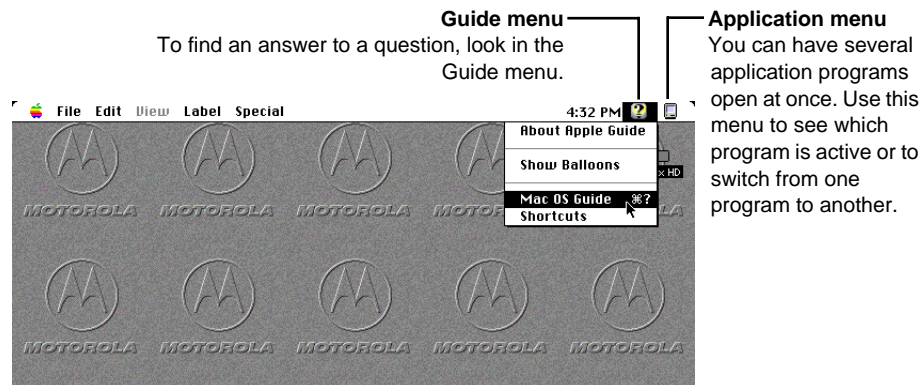 Guide menu
To find an answer to a question, look in the
Guide menu.
Application menu
You can have several
application programs
open at once. Use this
menu to see which
program is active or to
switch from one
program to another.
File Edit View Label Special 4:32 PM
About Apple Guide
Show Balloons
Mac OS Guide ⌘?
Shortcuts
x HD
MOTOROLA MOTOROLA MOTOROLA MOTOROLA LA
MOTOROLA MOTOROLA MOTOROLA MOTOROLA MOTOROLA